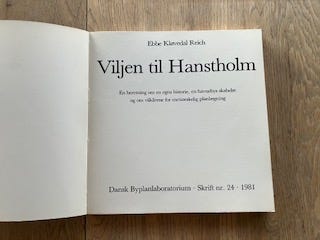 Ebbe Kløvedal Reich
Viljen til Hanstholm
En beretning om en egns historie, en havnebys skabelse
og om vilkårene for menneskelig planlægning
Dansk Byplanlaboratorium · Skrift nr. 24 · 1981